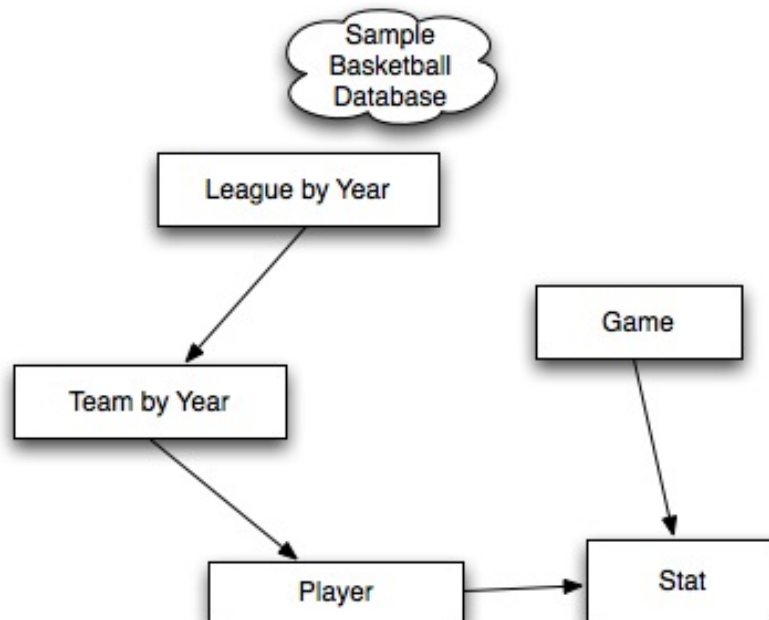 Sample
Basketball
Database
League by Year
Game
Team by Year
Player
Stat